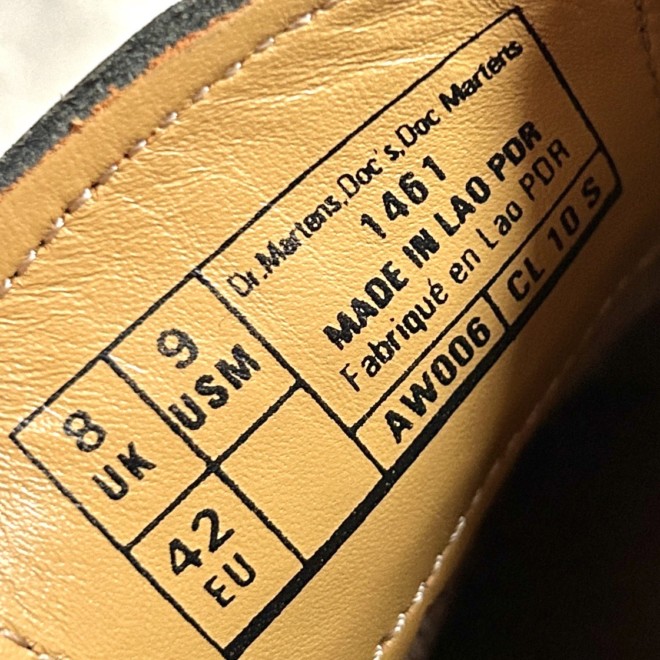 Dr.Martens,Doc's,Doc Martens
1461
MADE IN LAO PDR
Fabriqué en Lao PDR
AW006
CL 10 S
8
UK
9
USM
42
EU